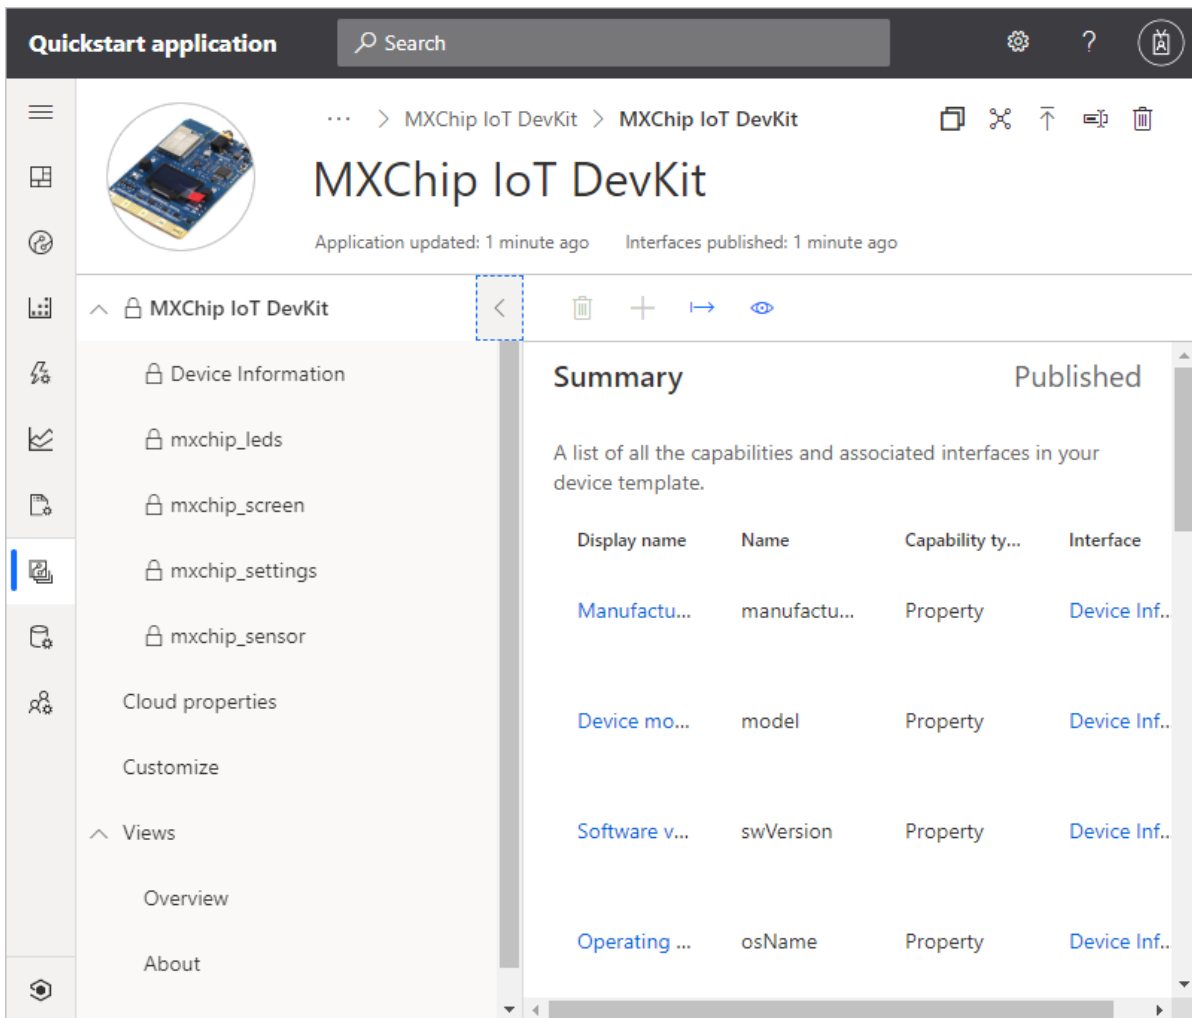 Quickstart application
Search
?
... > MXChip IoT DevKit > MXChip IoT DevKit
MXChip IoT DevKit
Application updated: 1 minute ago Interfaces published: 1 minute ago
MXChip IoT DevKit
Device Information
mxchip_leds
mxchip_screen
mxchip_settings
mxchip_sensor
Cloud properties
Customize
Views
Overview
About
Summary Published
A list of all the capabilities and associated interfaces in your
device template.
Display name Name Capability ty... Interface
Manufactu... manufactu... Property Device Inf..
Device mo... model Property Device Inf..
Software v... swVersion Property Device Inf..
Operating ... osName Property Device Inf..